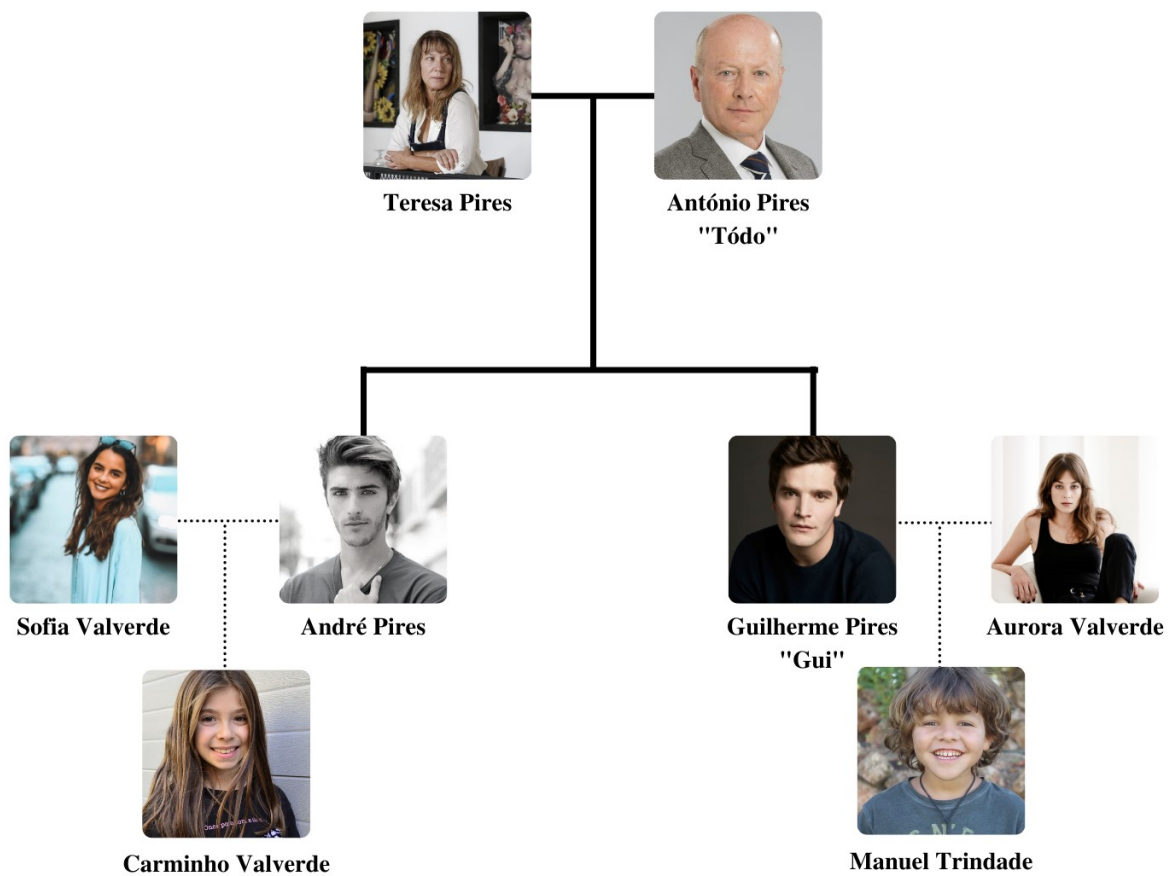 Teresa Pires
António Pires
"Tódo"
Sofia Valverde
André Pires
Guilherme Pires
"Gui"
Aurora Valverde
Carminho Valverde
Manuel Trindade